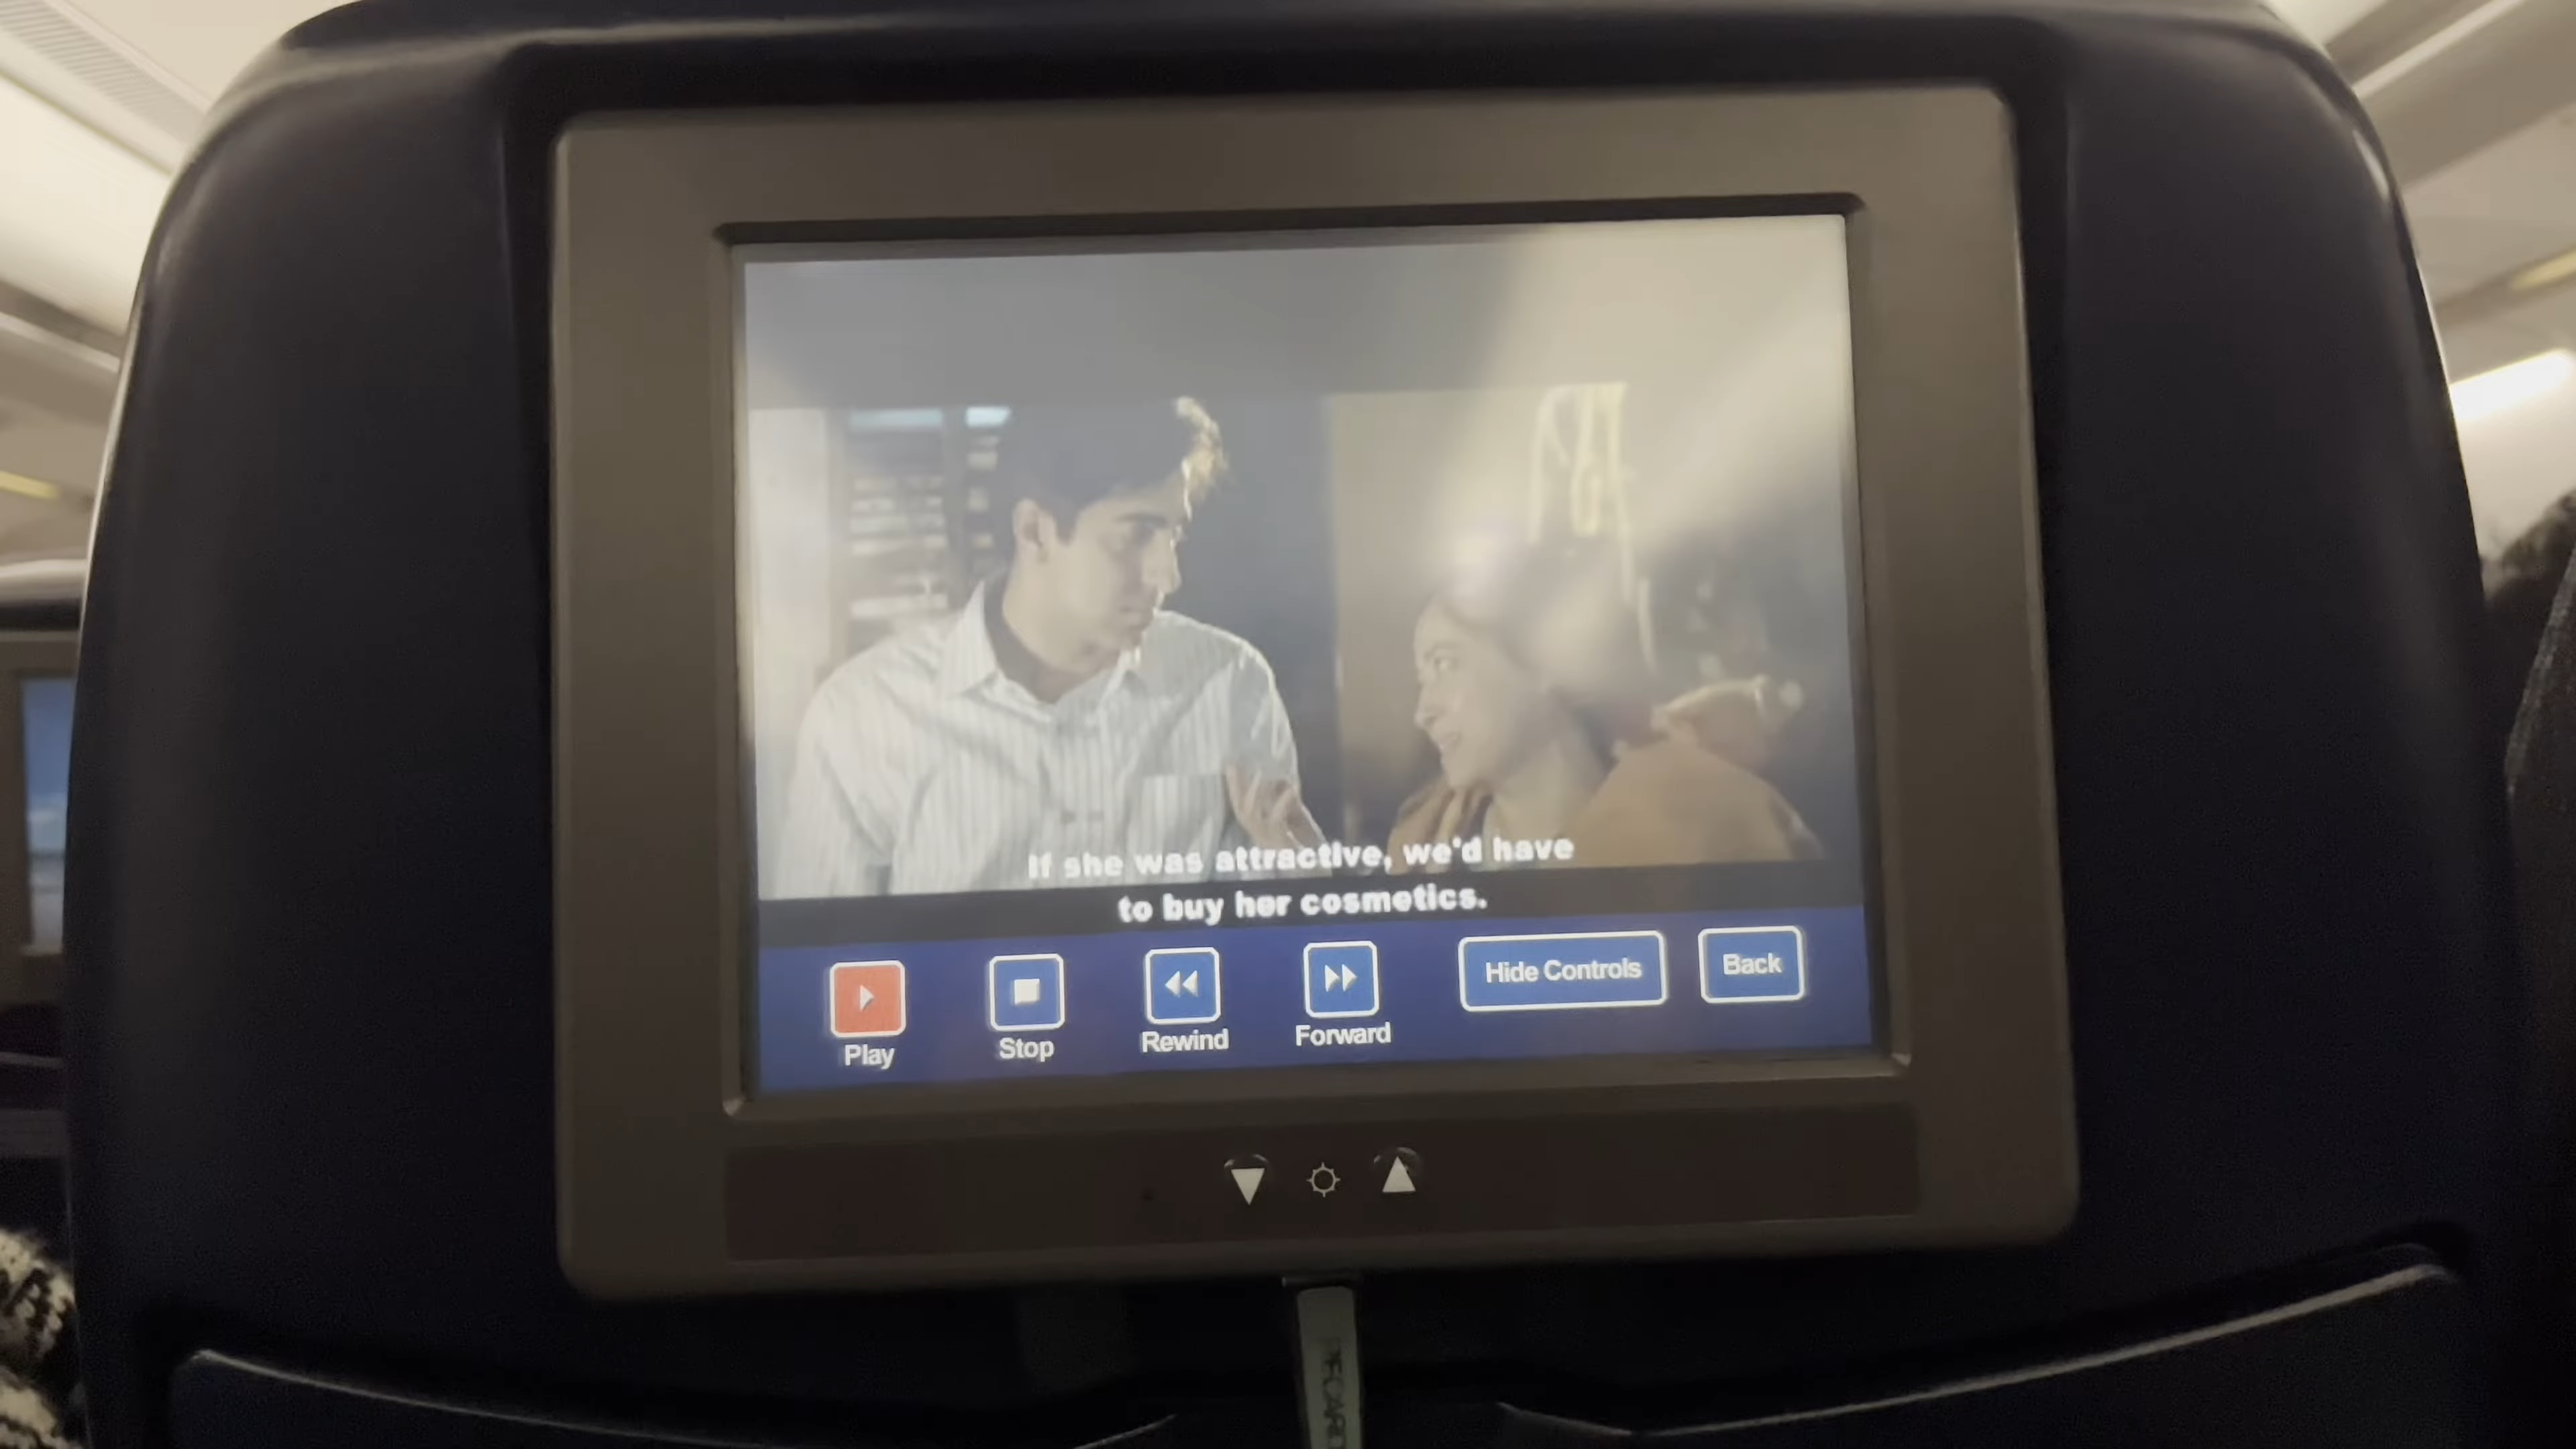 If she was attractive, we'd have
to buy her cosmetics.
Play
Stop
Rewind
Forward
Hide Controls
Back